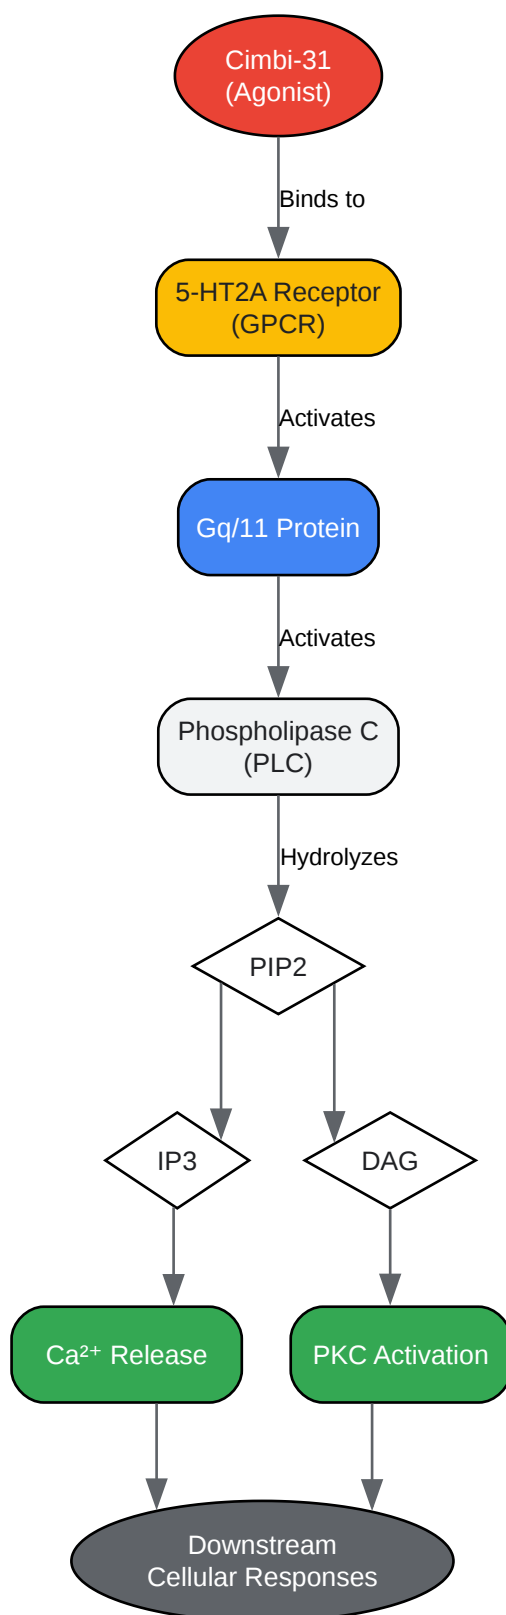 Cimbi-31
(Agonist)
Binds to
5-HT2A Receptor
(GPCR)
Activates
Gq/11 Protein
Activates
Phospholipase C
(PLC)
Hydrolyzes
PIP2
IP3
DAG
Ca²⁺ Release
PKC Activation
Downstream
Cellular Responses